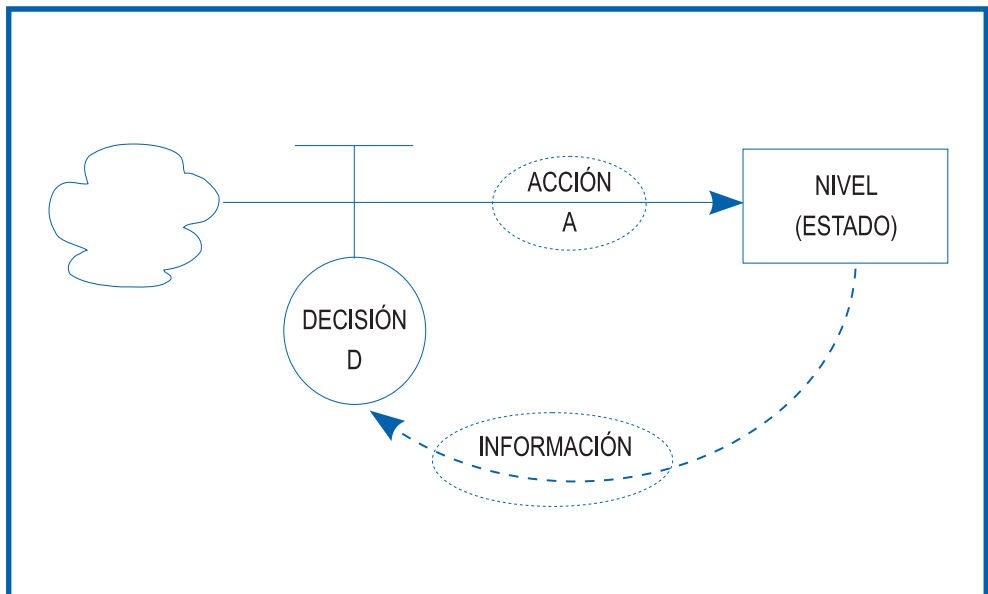 ACCIÓN
A
NIVEL
(ESTADO)
DECISIÓN
D
INFORMACIÓN